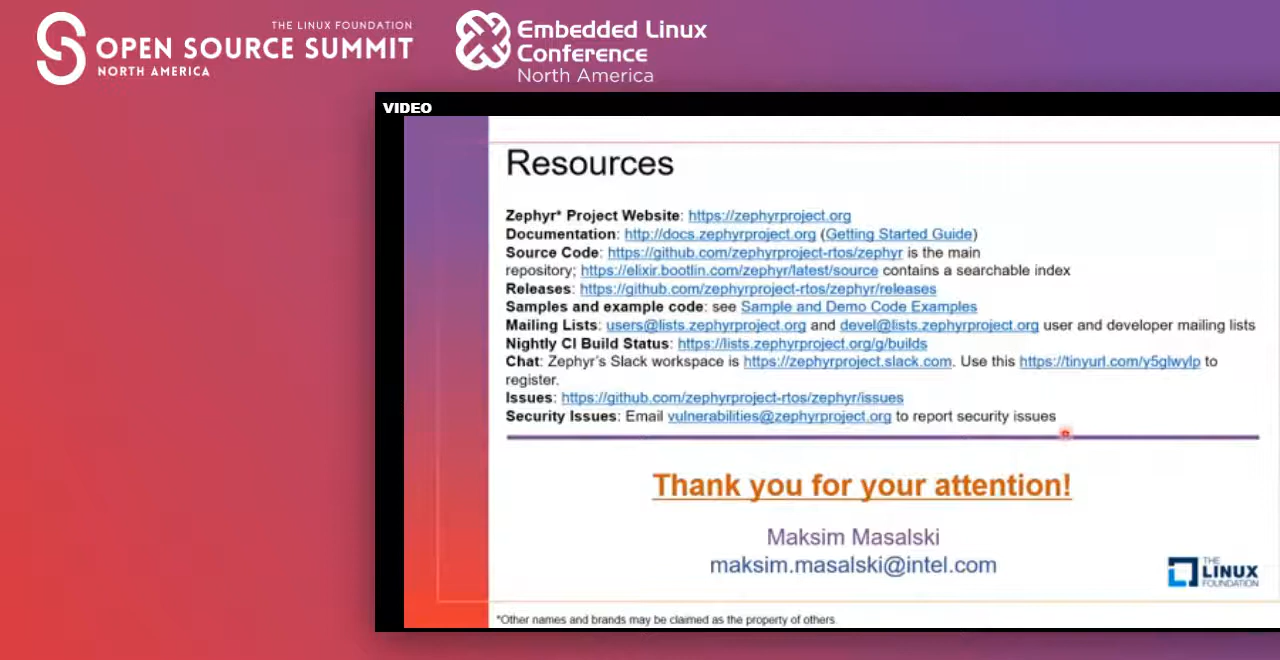 THE LINUX FOUNDATION
OPEN SOURCE SUMMIT
NORTH AMERICA
Embedded Linux
Conference
North America
VIDEO
Resources
Zephyr* Project Website: https://zephyrproject.org
Documentation: http://docs.zephyrproject.org (Getting Started Guide)
Source Code: https://github.com/zephyrproject-rtos/zephyr is the main
repository; https://elixir.bootlin.com/zephyr/latest/source contains a searchable index
Releases: https://github.com/zephyrproject-rtos/zephyr/releases
Samples and example code: see Sample and Demo Code Examples
Mailing Lists: users@lists.zephyrproject.org and devel@lists.zephyrproject.org user and developer mailing lists
Nightly CI Build Status: https://lists.zephyrproject.org/g/builds
Chat: Zephyr's Slack workspace is https://zephyrproject.slack.com. Use this https://tinyurl.com/y5glwylp to
register.
Issues: https://github.com/zephyrproject-rtos/zephyr/issues
Security Issues: Email vulnerabilities@zephyrproject.org to report security issues
Thank you for your attention!
Maksim Masalski
maksim.masalski@intel.com
THE
LINUX
FOUNDATION
*Other names and brands may be claimed as the property of others.